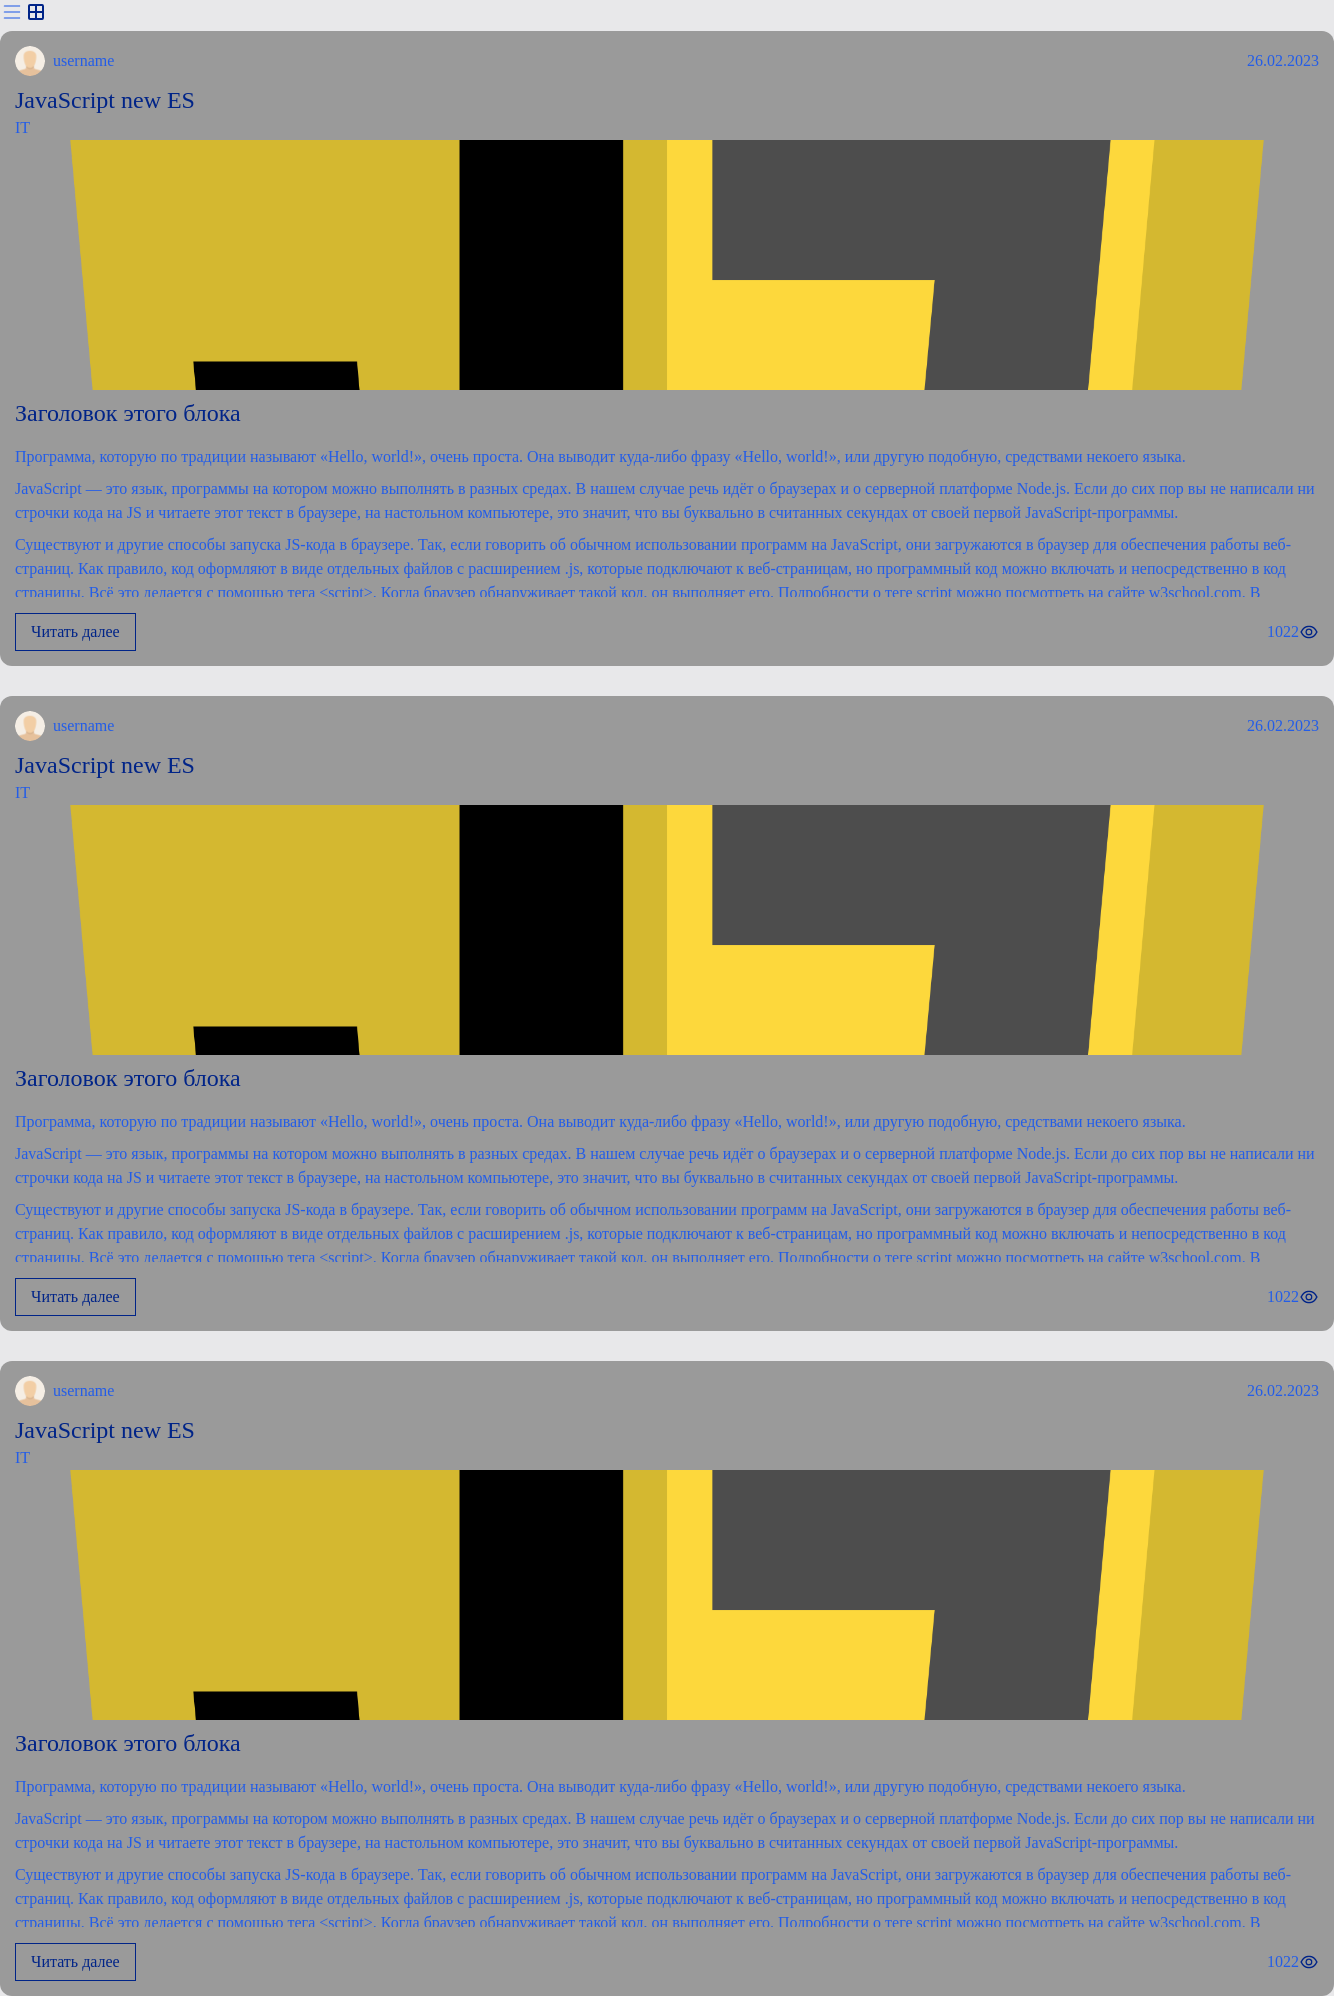 username
26.02.2023
JavaScript new ES
IT
Заголовок этого блока
Программа, которую по традиции называют «Hello, world!», очень проста. Она выводит куда-либо фразу «Hello, world!», или другую подобную, средствами некоего языка.
JavaScript — это язык, программы на котором можно выполнять в разных средах. В нашем случае речь идёт о браузерах и о серверной платформе Node.js. Если до сих пор вы не написали ни
строчки кода на JS и читаете этот текст в браузере, на настольном компьютере, это значит, что вы буквально в считанных секундах от своей первой JavaScript-программы.
Существуют и другие способы запуска JS-кода в браузере. Так, если говорить об обычном использовании программ на JavaScript, они загружаются в браузер для обеспечения работы веб-
страниц. Как правило, код оформляют в виде отдельных файлов с расширением .js, которые подключают к веб-страницам, но программный код можно включать и непосредственно в код
страницы. Всё это делается с помощью тега <script>. Когда браузер обнаруживает такой код, он выполняет его. Подробности о теге script можно посмотреть на сайте w3school.com. В
Читать далее
1022
username
26.02.2023
JavaScript new ES
IT
Заголовок этого блока
Программа, которую по традиции называют «Hello, world!», очень проста. Она выводит куда-либо фразу «Hello, world!», или другую подобную, средствами некоего языка.
JavaScript — это язык, программы на котором можно выполнять в разных средах. В нашем случае речь идёт о браузерах и о серверной платформе Node.js. Если до сих пор вы не написали ни
строчки кода на JS и читаете этот текст в браузере, на настольном компьютере, это значит, что вы буквально в считанных секундах от своей первой JavaScript-программы.
Существуют и другие способы запуска JS-кода в браузере. Так, если говорить об обычном использовании программ на JavaScript, они загружаются в браузер для обеспечения работы веб-
страниц. Как правило, код оформляют в виде отдельных файлов с расширением .js, которые подключают к веб-страницам, но программный код можно включать и непосредственно в код
страницы. Всё это делается с помощью тега <script>. Когда браузер обнаруживает такой код, он выполняет его. Подробности о теге script можно посмотреть на сайте w3school.com. В
Читать далее
1022
username
26.02.2023
JavaScript new ES
IT
Заголовок этого блока
Программа, которую по традиции называют «Hello, world!», очень проста. Она выводит куда-либо фразу «Hello, world!», или другую подобную, средствами некоего языка.
JavaScript — это язык, программы на котором можно выполнять в разных средах. В нашем случае речь идёт о браузерах и о серверной платформе Node.js. Если до сих пор вы не написали ни
строчки кода на JS и читаете этот текст в браузере, на настольном компьютере, это значит, что вы буквально в считанных секундах от своей первой JavaScript-программы.
Существуют и другие способы запуска JS-кода в браузере. Так, если говорить об обычном использовании программ на JavaScript, они загружаются в браузер для обеспечения работы веб-
страниц. Как правило, код оформляют в виде отдельных файлов с расширением .js, которые подключают к веб-страницам, но программный код можно включать и непосредственно в код
страницы. Всё это делается с помощью тега <script>. Когда браузер обнаруживает такой код, он выполняет его. Подробности о теге script можно посмотреть на сайте w3school.com. В
Читать далее
1022